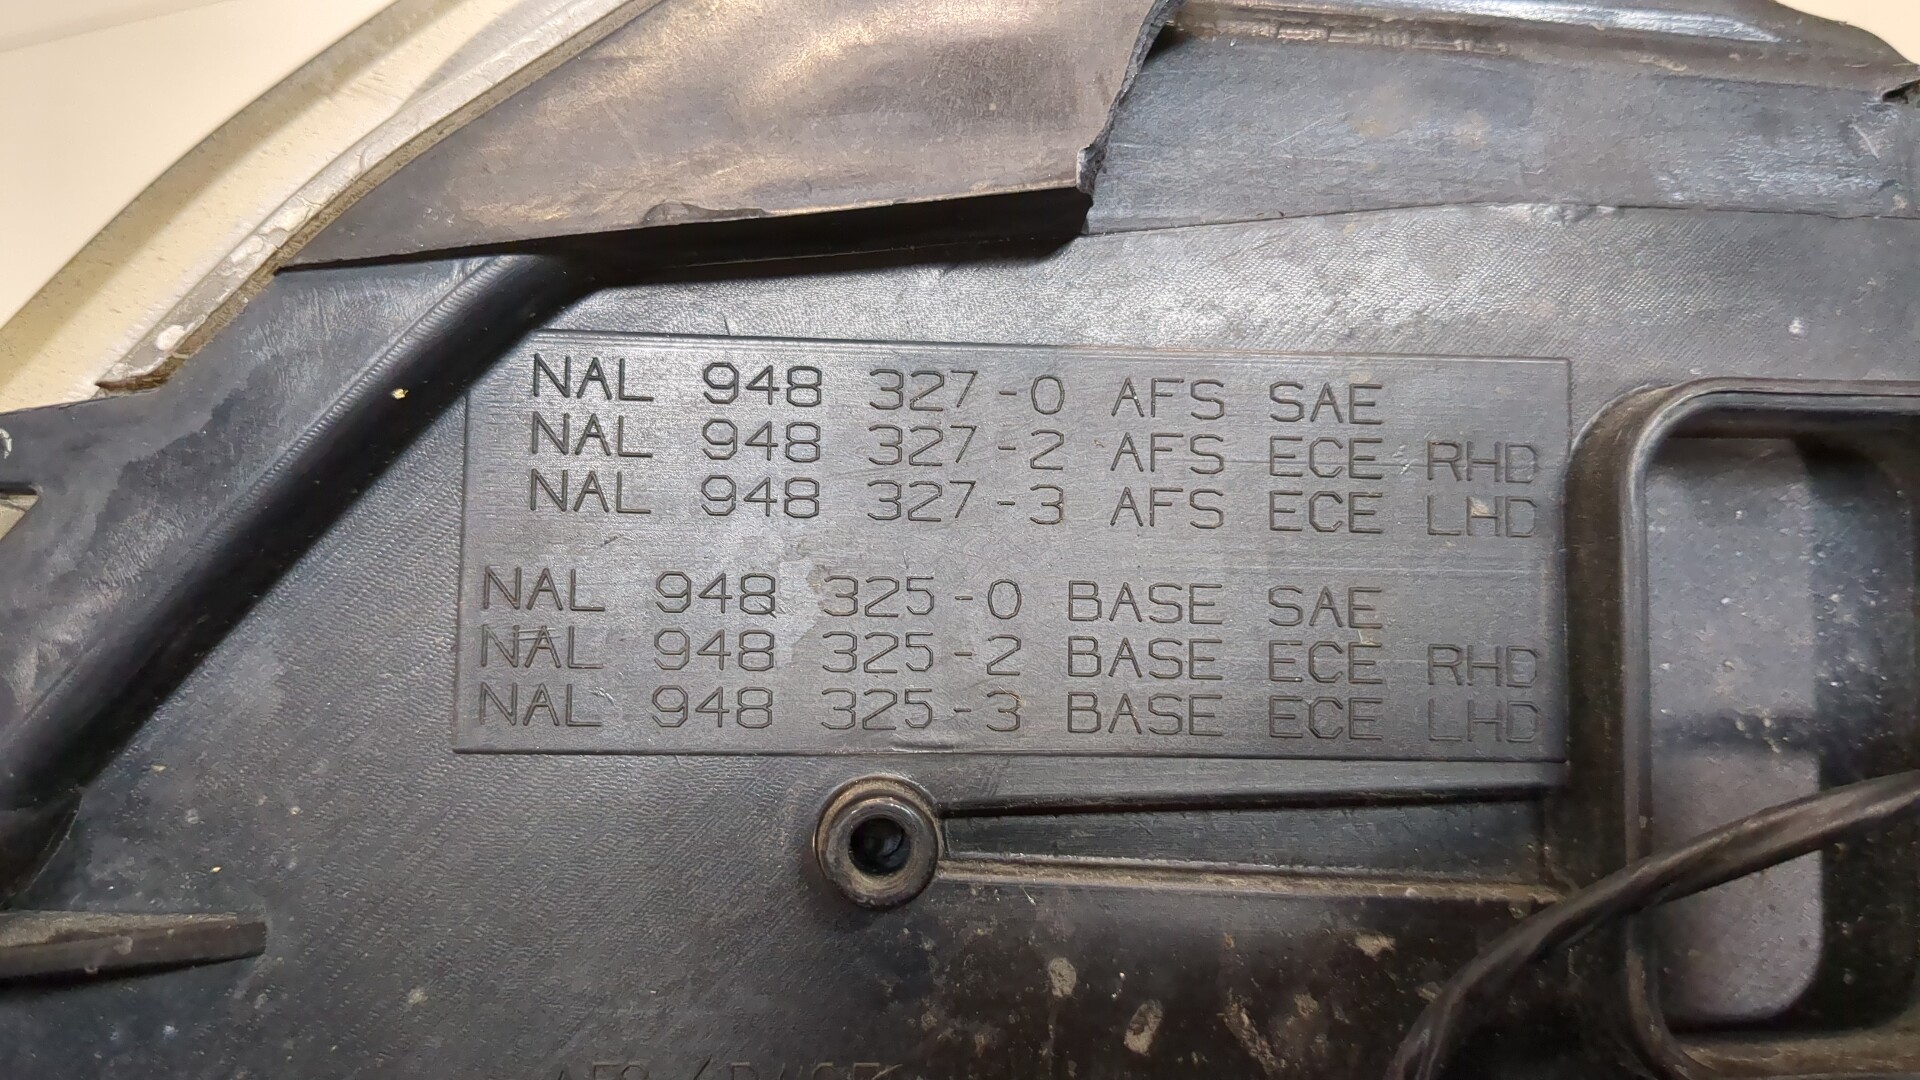 NAL 948 327-0 AFS SAE
NAL 948 327-2 AFS ECE RHD
NAL 948 327-3 AFS ECE LHD
NAL 948 325-0 BASE SAE
NAL 948 325-2 BASE ECE RHD
NAL 948 325-3 BASE ECE LHD